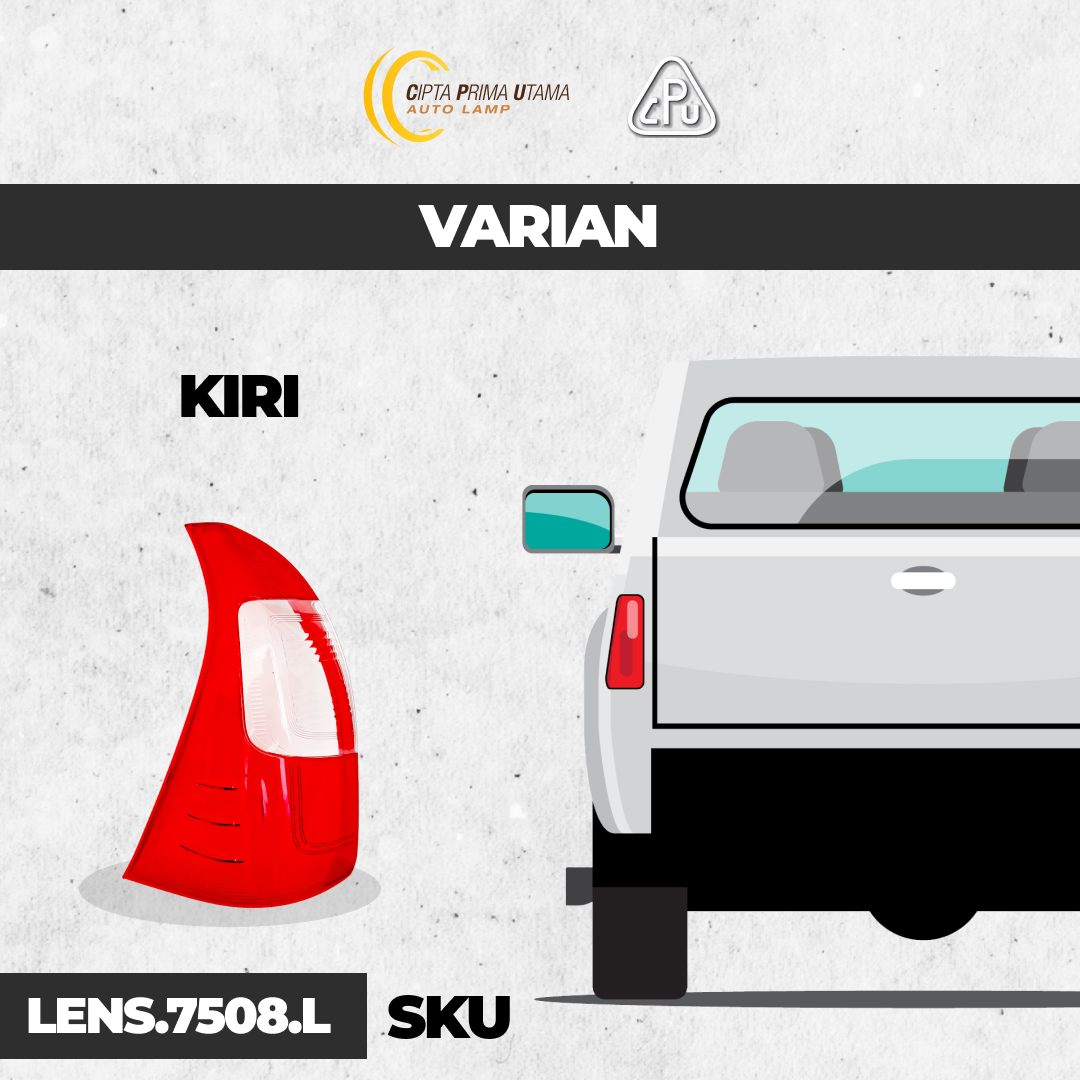 CIPTA PRIMA UTAMA
AUTO LAMP
CPU
VARIAN
KIRI
LENS.7508.L
SKU